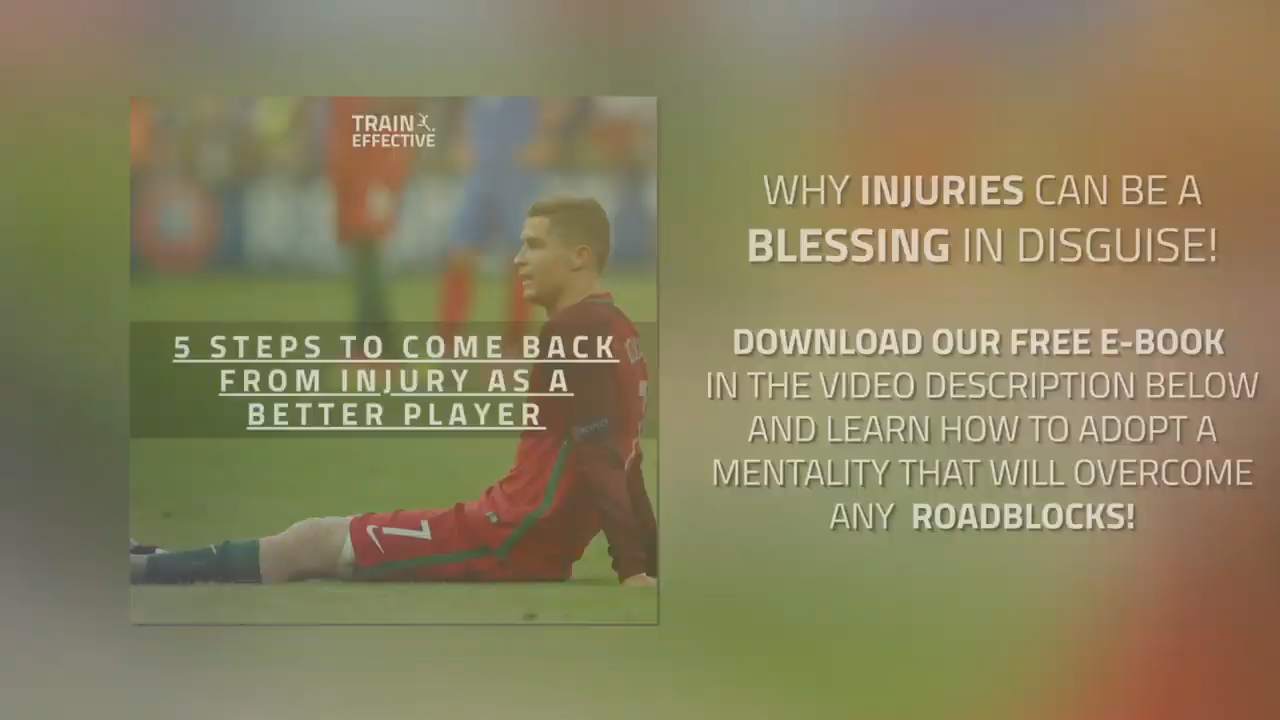 TRAIN
EFFECTIVE
5 STEPS TO COME BACK
FROM INJURY AS A
BETTER PLAYER
7
WHY INJURIES CAN BE A
BLESSING IN DISGUISE!
DOWNLOAD OUR FREE E-BOOK
IN THE VIDEO DESCRIPTION BELOW
AND LEARN HOW TO ADOPT A
MENTALITY THAT WILL OVERCOME
ANY ROADBLOCKS!